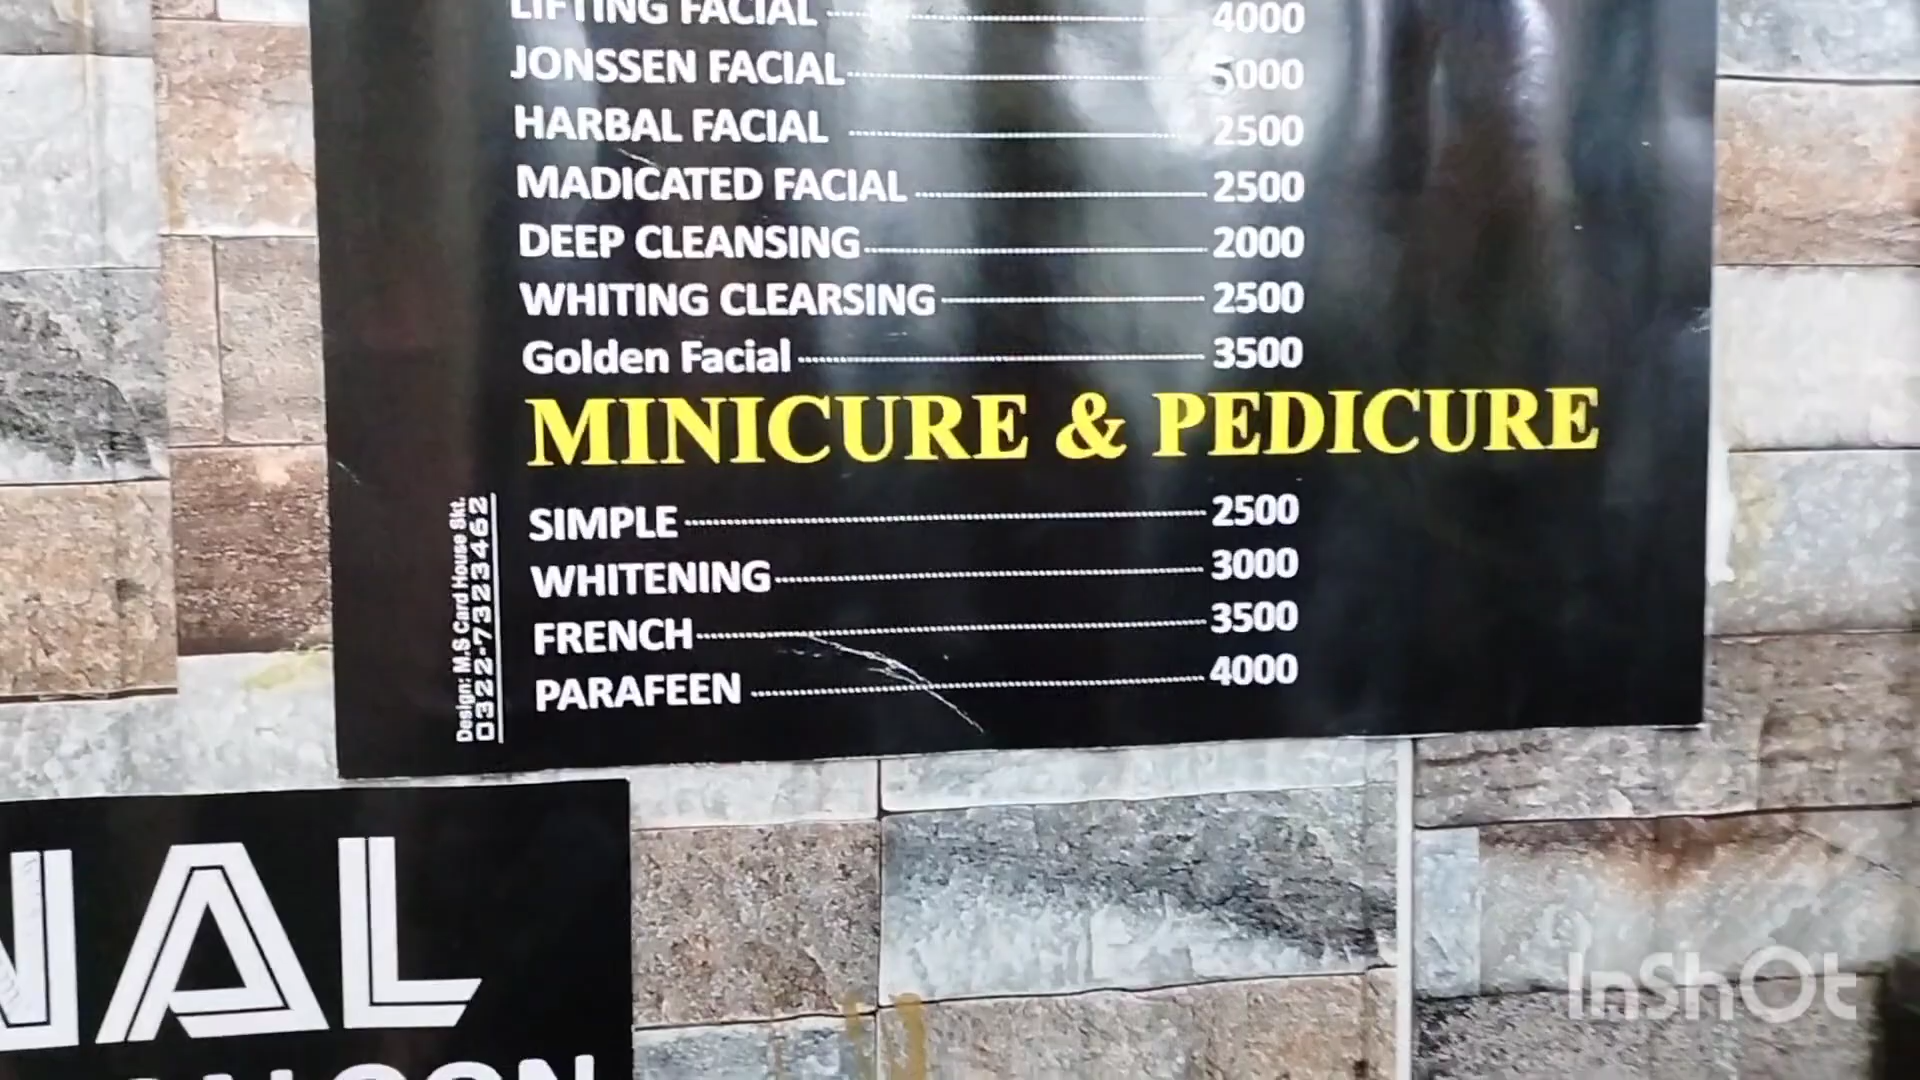 LIFTING FACIAL 4000
JONSSEN FACIAL 5000
HARBAL FACIAL 2500
MADICATED FACIAL 2500
DEEP CLEANSING 2000
WHITING CLEARSING 2500
Golden Facial 3500
MINICURE & PEDICURE
SIMPLE 2500
WHITENING 3000
FRENCH 3500
PARAFEEN 4000
Design: M.S Card House Skt.
0322-7323462
NAL
InShOt